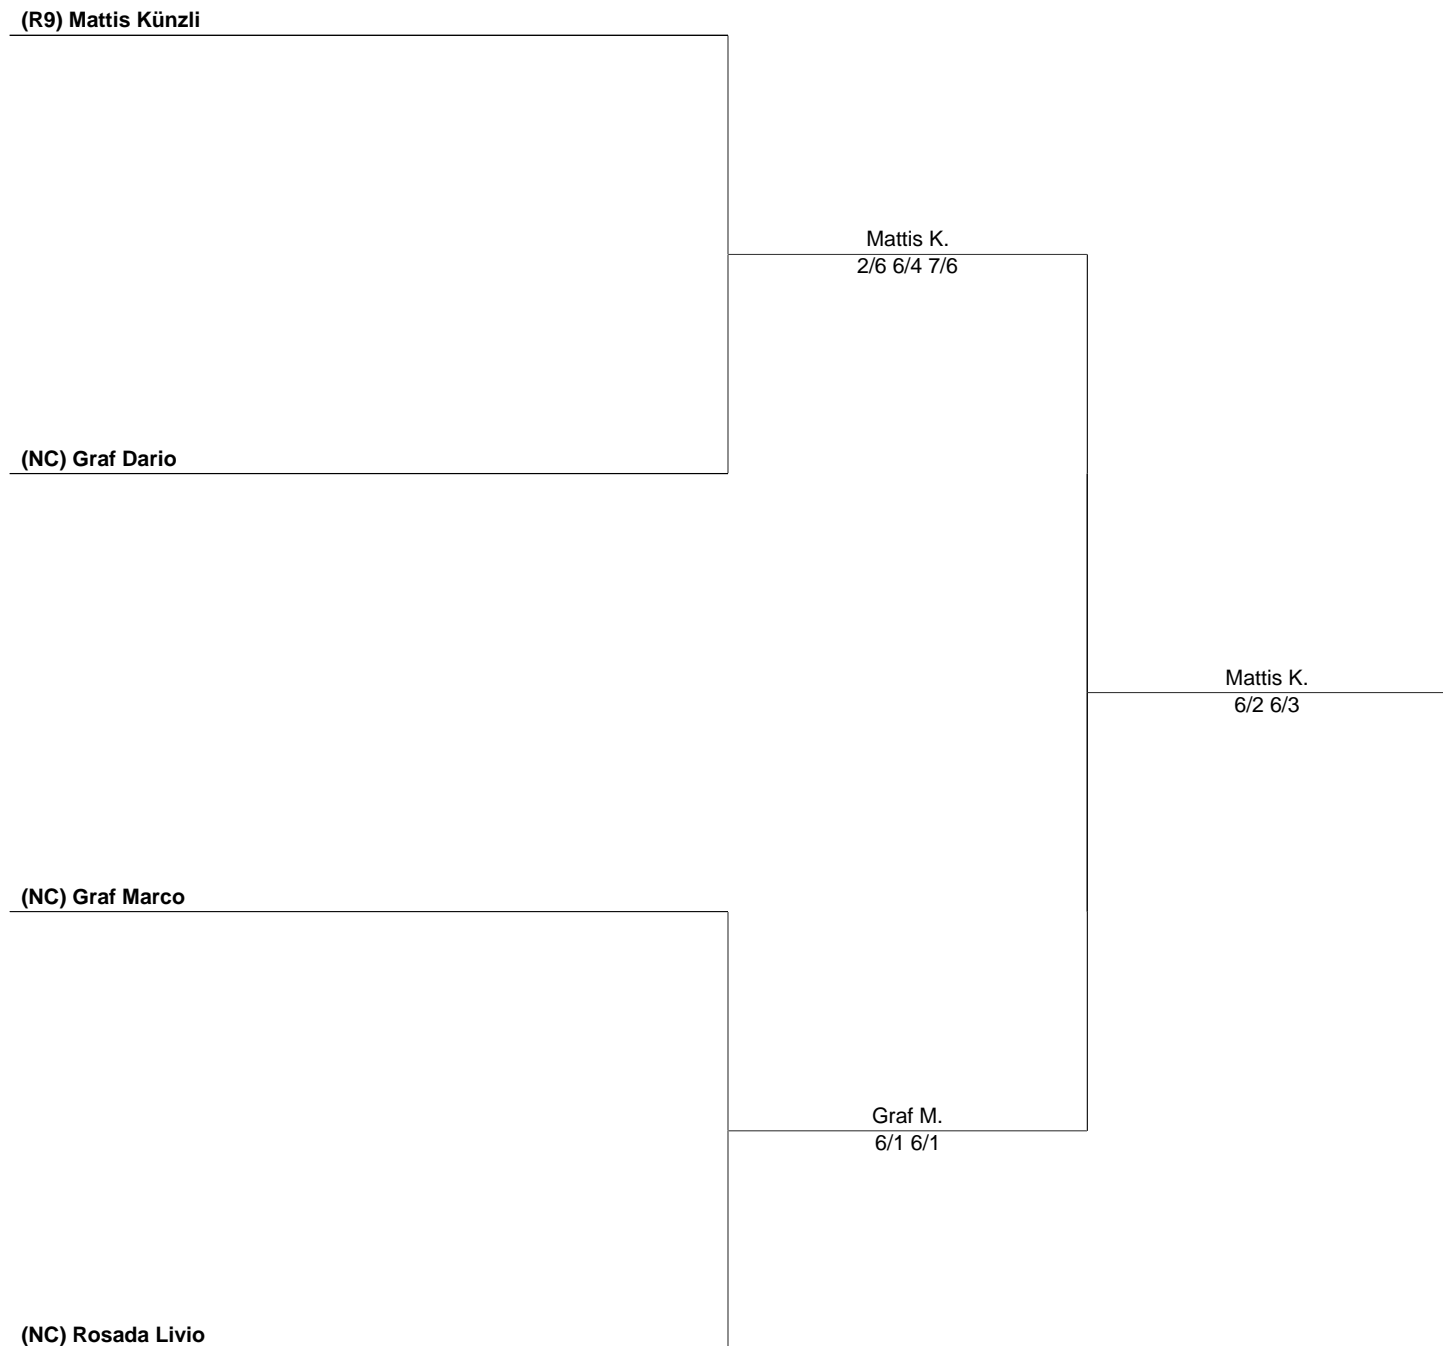 (R9) Mattis Künzli
Mattis K.
2/6 6/4 7/6
(NC) Graf Dario
Mattis K.
6/2 6/3
(NC) Graf Marco
Graf M.
6/1 6/1
(NC) Rosada Livio